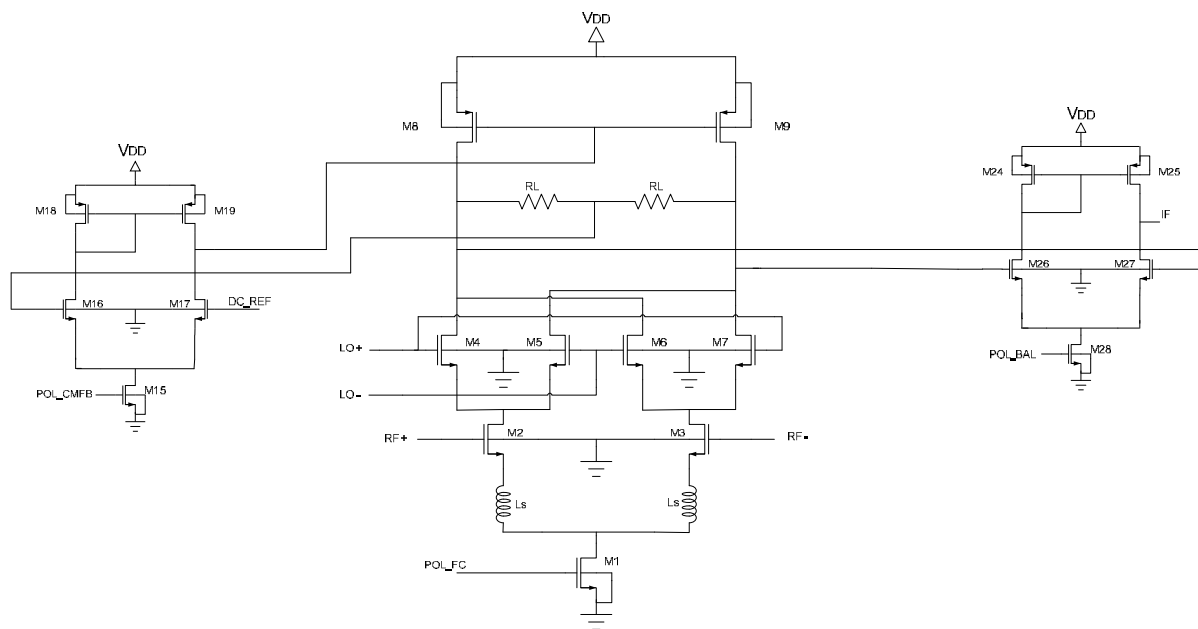 VDD
M8
M9
VDD
VDD
M24
M25
RL
RL
M18
M19
IF
M26
M27
M16
M17
DC_REF
LO+
M4
M5
M6
M7
POL_BAL
M28
POL_CMFB
M15
LO-
RF+
M2
M3
RF-
Ls
Ls
POL_FC
M1